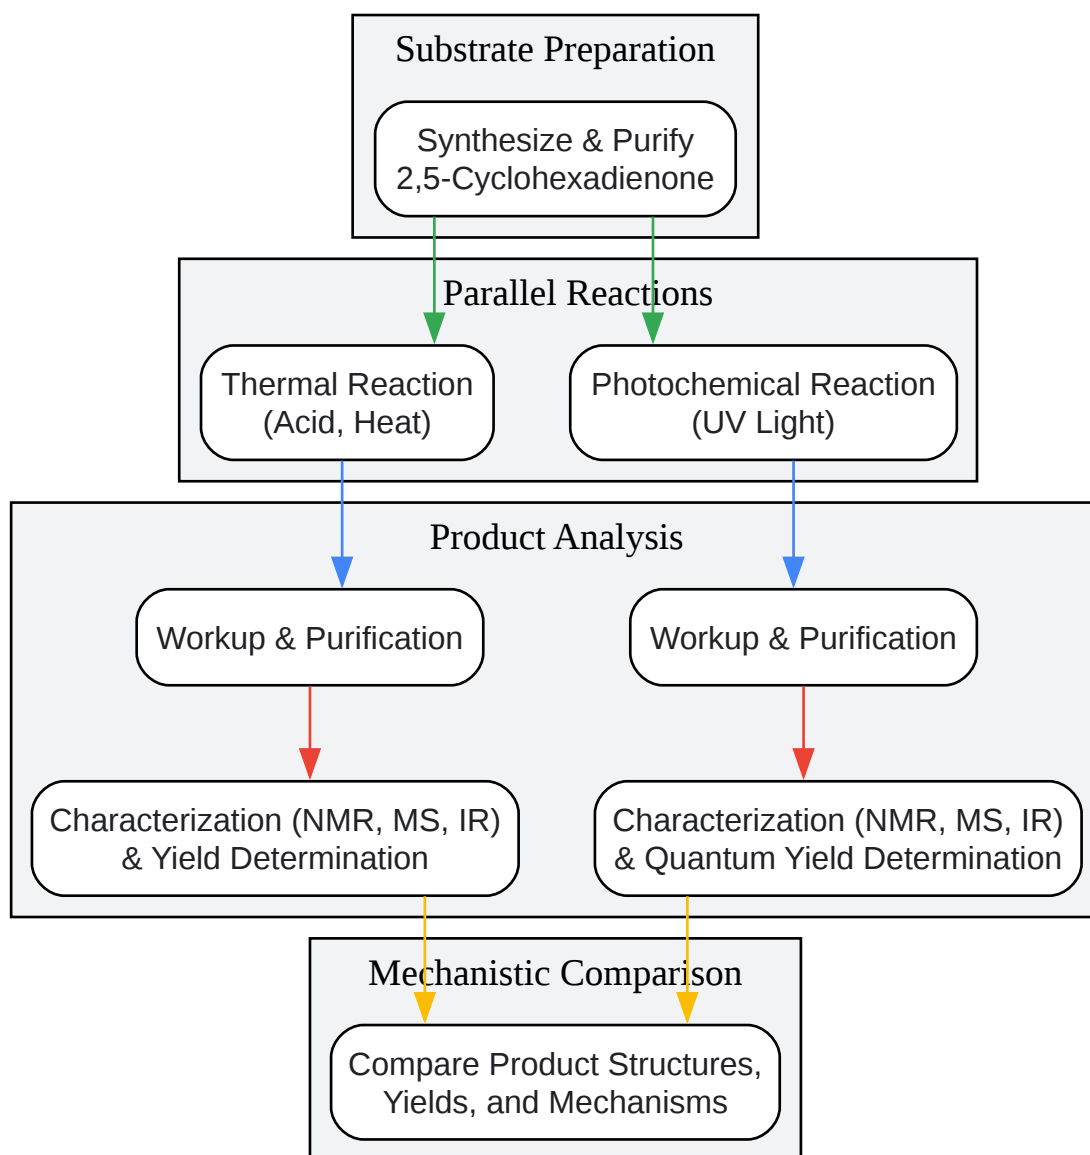 Substrate Preparation
Synthesize & Purify
2,5-Cyclohexadienone
Parallel Reactions
Thermal Reaction
(Acid, Heat)
Photochemical Reaction
(UV Light)
Product Analysis
Workup & Purification
Workup & Purification
Characterization (NMR, MS, IR)
& Yield Determination
Characterization (NMR, MS, IR)
& Quantum Yield Determination
Mechanistic Comparison
Compare Product Structures,
Yields, and Mechanisms